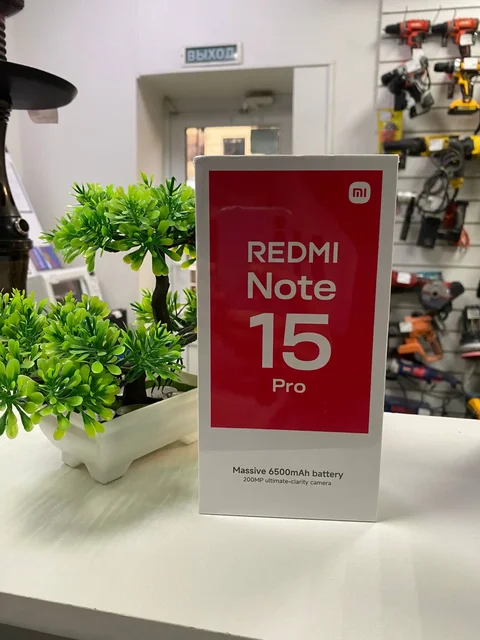 ВЫХОД
mi
REDMI
Note
15
Pro
Massive 6500mAh battery
200MP ultimate-clarity camera